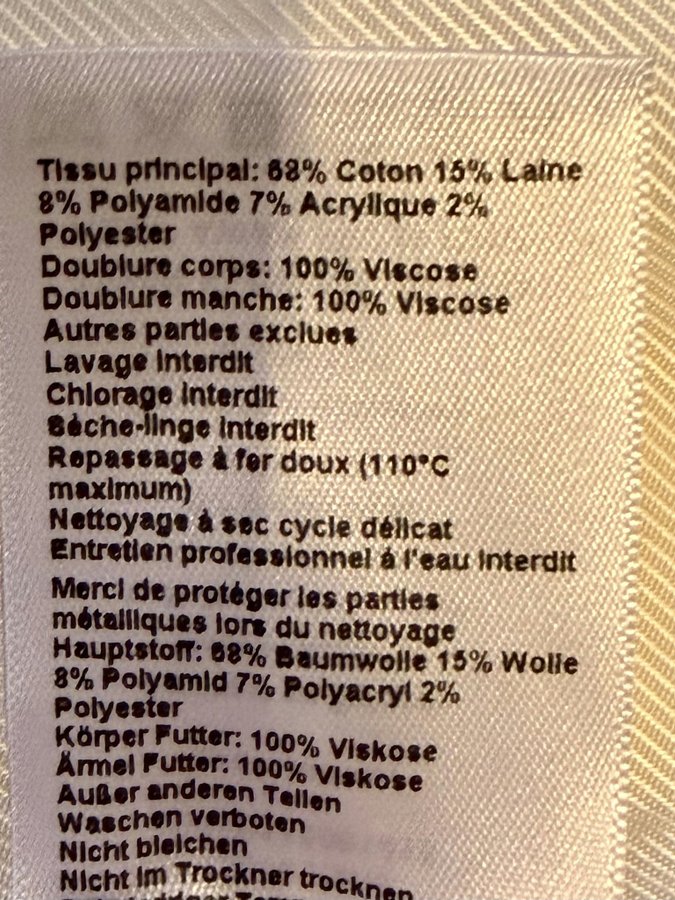 Tissu principal: 68% Coton 15% Laine
8% Polyamide 7% Acrylique 2%
Polyester
Doublure corps: 100% Viscose
Doublure manche: 100% Viscose
Autres parties exclues
Lavage interdit
Chlorage interdit
Sèche-linge interdit
Repassage à fer doux (110°C
maximum)
Nettoyage à sec cycle délicat
Entretien professionnel à l'eau interdit
Merci de protéger les parties
métalliques lors du nettoyage
Hauptstoff: 68% Baumwolle 15% Wolle
8% Polyamid 7% Polyacryl 2%
Polyester
Körper Futter: 100% Viskose
Ärmel Futter: 100% Viskose
Außer anderen Teilen
Waschen verboten
Nicht bleichen
Nicht im Trockner trocknen